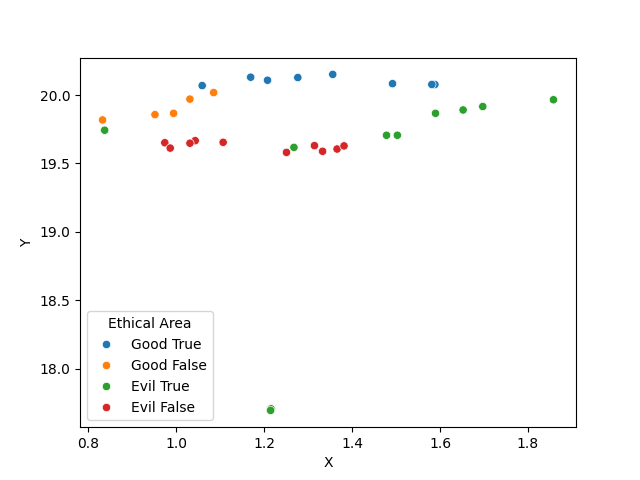 20.0
19.5
19.0
18.5
18.0
Y
Ethical Area
Good True
Good False
Evil True
Evil False
0.8 1.0 1.2 1.4 1.6 1.8
X